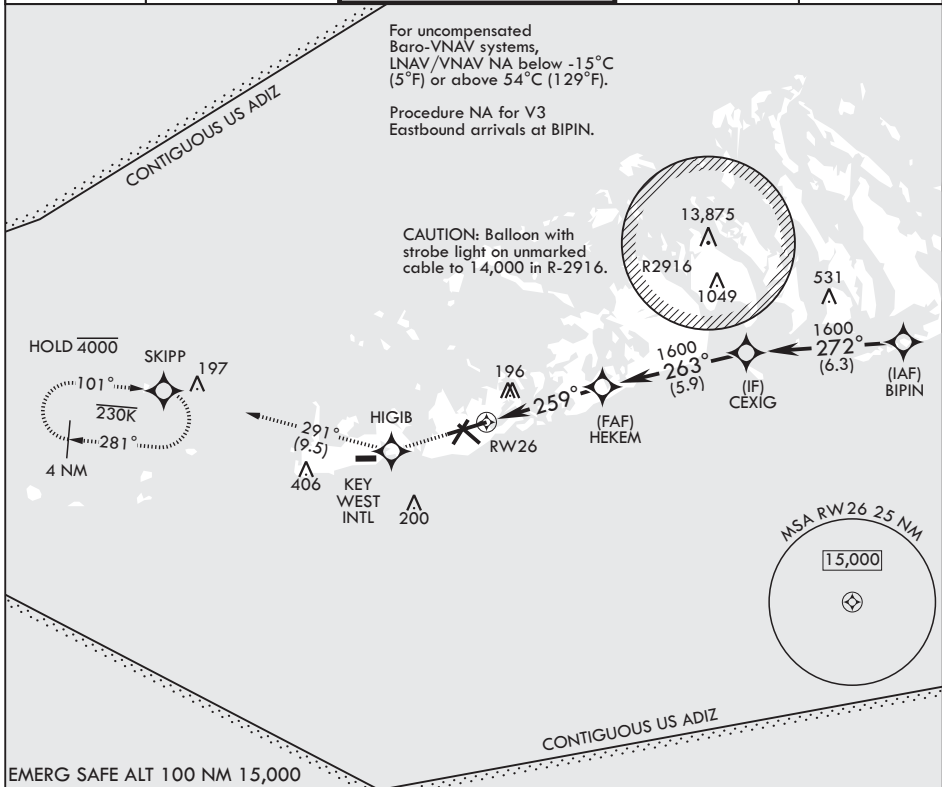 For uncompensated
Baro-VNAV systems,
LNAV/VNAV NA below -15°C
(5°F) or above 54°C (129°F).
Procedure NA for V3
Eastbound arrivals at BIPIN.
CONTIGUOUS US ADIZ
CAUTION: Balloon with
strobe light on unmarked
cable to 14,000 in R-2916.
13,875
R2916
1049
531
HOLD 4000
SKIPP
197
101°
230K
281°
4 NM
291°
(9.5)
406
HIGIB
KEY
WEST
INTL
200
196
RW26
259°
(FAF)
HEKEM
1600
263°
(5.9)
(IF)
CEXIG
1600
272°
(6.3)
(IAF)
BIPIN
MSA RW26 25 NM
15,000
CONTIGUOUS US ADIZ
EMERG SAFE ALT 100 NM 15,000